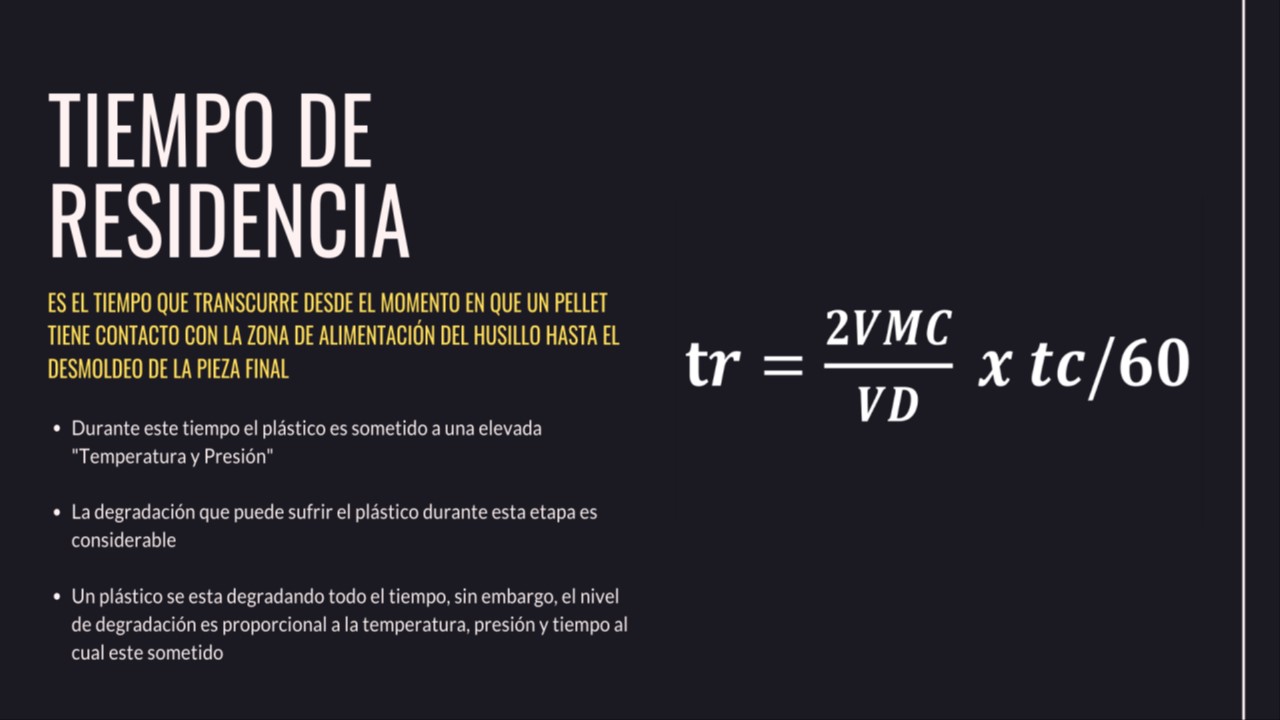 TIEMPO DE
RESIDENCIA
ES EL TIEMPO QUE TRANSCURRE DESDE EL MOMENTO EN QUE UN PELLET
TIENE CONTACTO CON LA ZONA DE ALIMENTACIÓN DEL HUSILLO HASTA EL
DESMOLDEO DE LA PIEZA FINAL
• Durante este tiempo el plástico es sometido a una elevada
"Temperatura y Presión"
• La degradación que puede sufrir el plástico durante esta etapa es
considerable
• Un plástico se esta degradando todo el tiempo, sin embargo, el nivel
de degradación es proporcional a la temperatura, presión y tiempo al
cual este sometido
tr = 2VMC / VD x tc/60